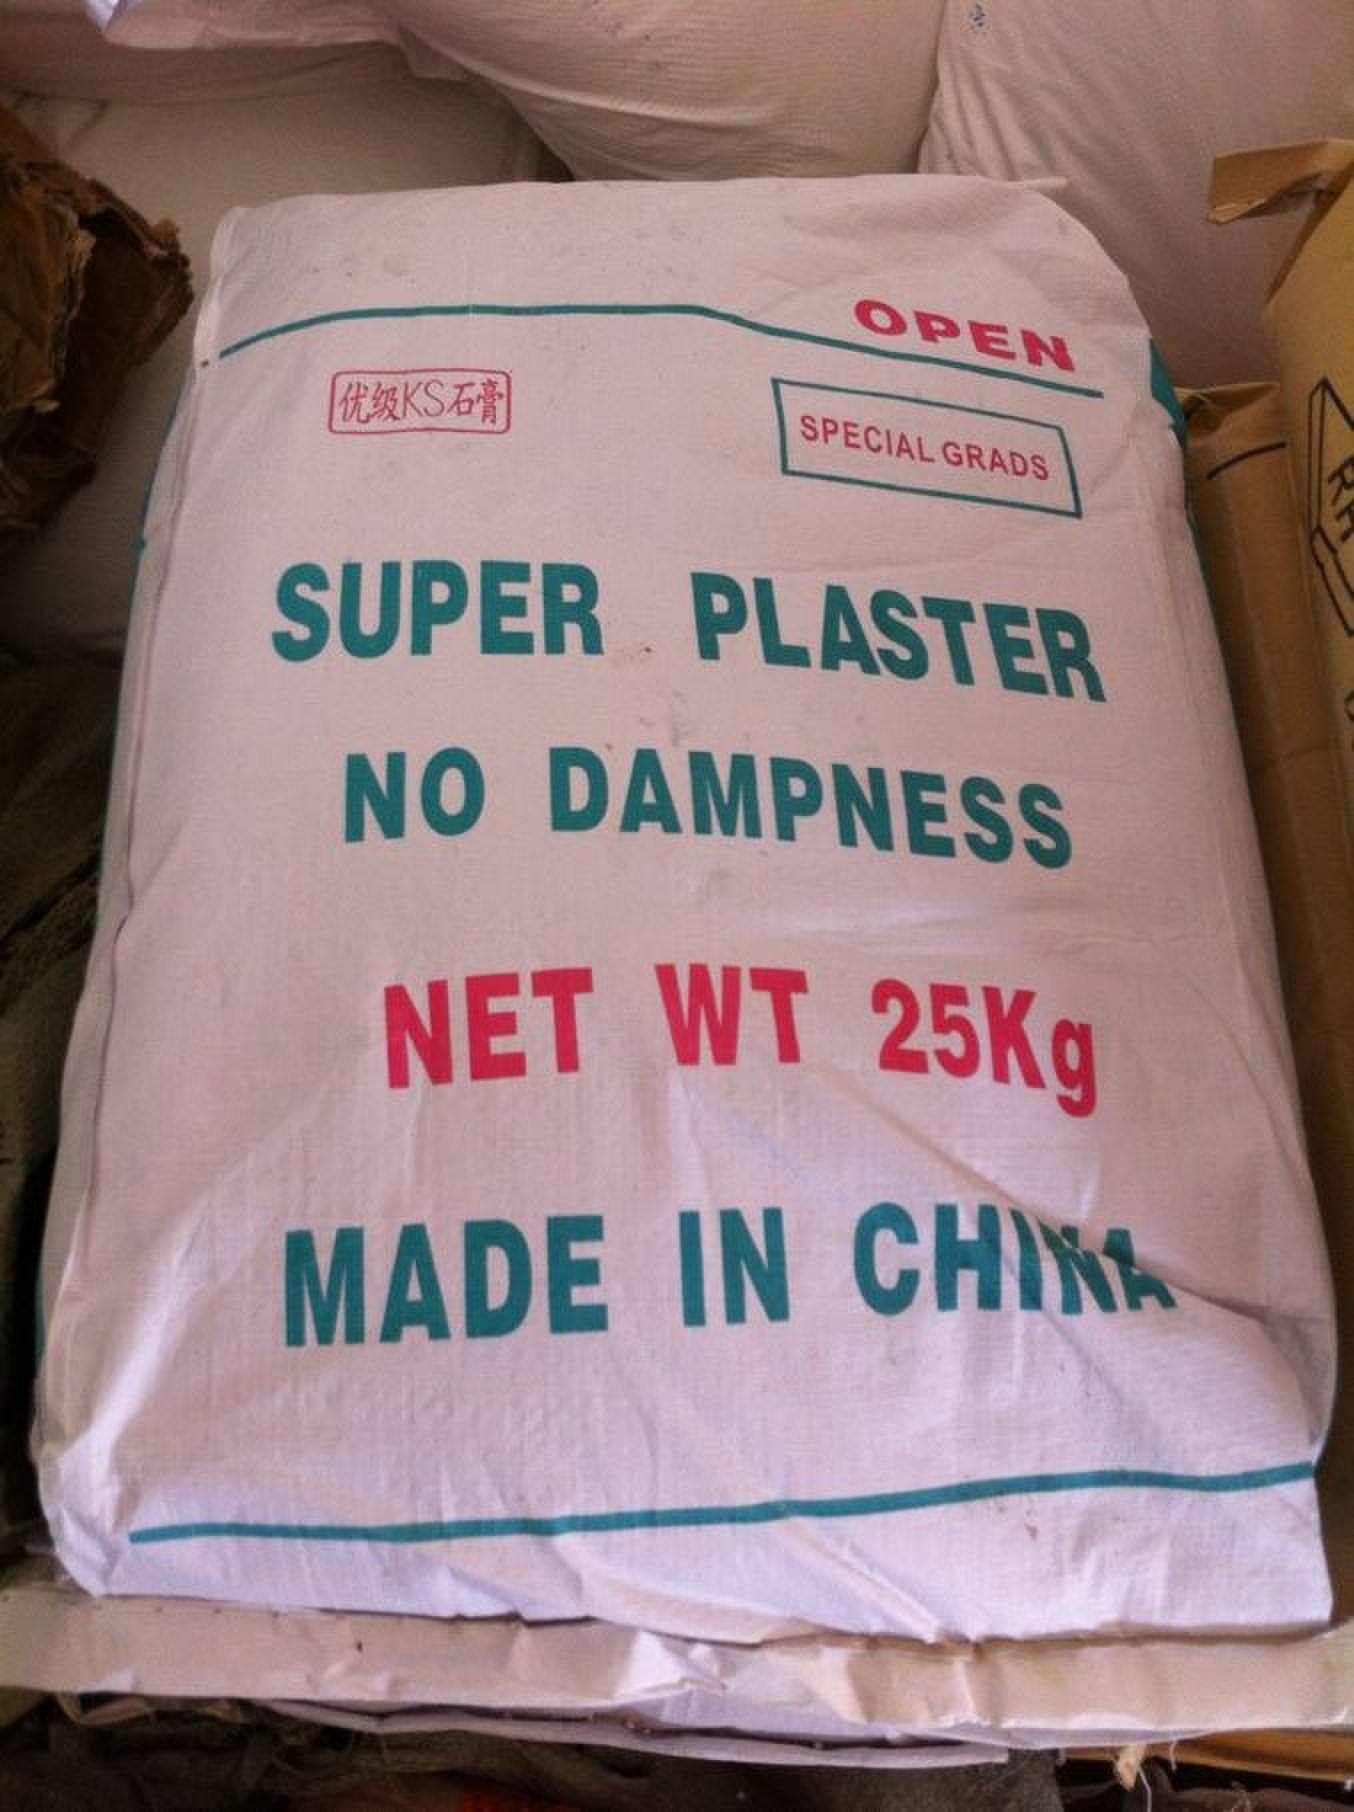 OPEN
优级KS石膏
SPECIAL GRADS
SUPER PLASTER
NO DAMPNESS
NET WT 25Kg
MADE IN CHINA